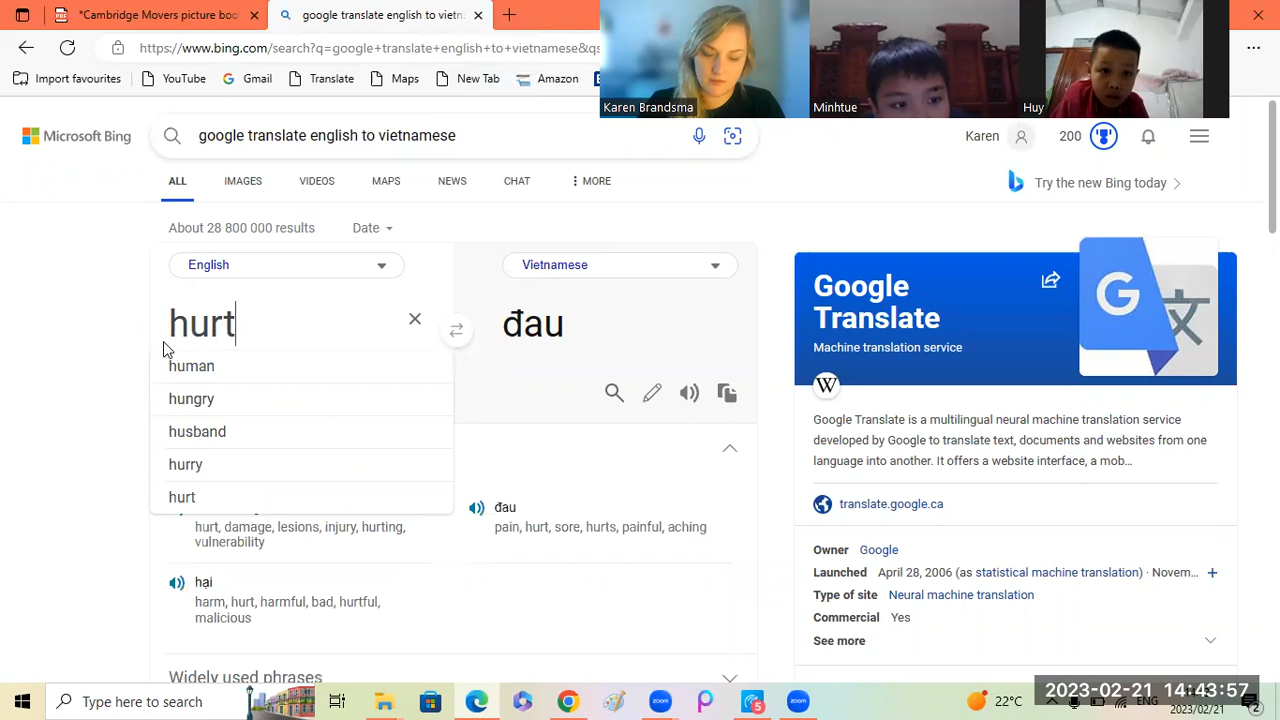 "Combinations of coat
google translate english to vietn
https://www.bing.com/search?q=google+translate+english+to+vietnamese&qs
Import favourites
YouTube
Gmail
Translate
Maps
New Tab
Amazon
Karen Brandsma
Minhtue
Huy
Microsoft Bing
google translate english to vietnamese
Karen
200
ALL
IMAGES
VIDEOS
MAPS
NEWS
CHAT
MORE
Try the new Bing today
About 28 800 000 results
Date
English
Vietnamese
hurt
đau
human
hungry
husband
hurry
hurt
hurt, damage, lesions, injury, hurting,
vulnerability
đau
pain, hurt, sore, hurts, painful, aching
hại
harm, hurt, harmful, bad, hurtful,
malicious
Widely used phrases
Google
Translate
Machine translation service
G
W
Google Translate is a multilingual neural machine translation service
developed by Google to translate text, documents and websites from one
language into another. It offers a website interface, a mob…
translate.google.ca
Owner Google
Launched April 28, 2006 (as statistical machine translation) · Novem…
Type of site Neural machine translation
Commercial Yes
See more
Type here to search
zoom
zoom
5
22°C
ENG
2023-02-21 14:43:57
2023/02/21
2